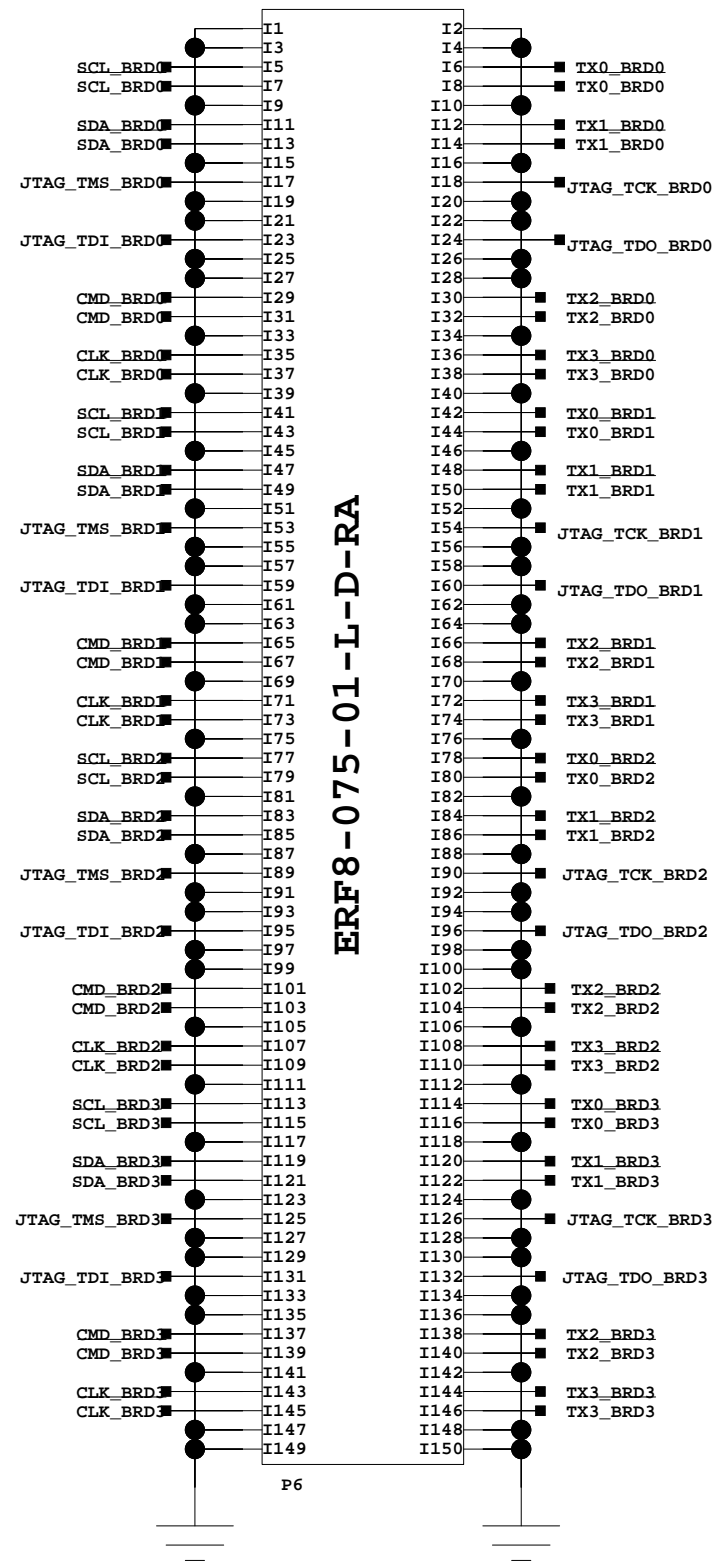 I1 I2
I3 I4
SCL_BRD0 I5 I6 TX0_BRD0
SCL_BRD0 I7 I8 TX0_BRD0
I9 I10
SDA_BRD0 I11 I12 TX1_BRD0
SDA_BRD0 I13 I14 TX1_BRD0
I15 I16
JTAG_TMS_BRD0 I17 I18 JTAG_TCK_BRD0
I19 I20
I21 I22
JTAG_TDI_BRD0 I23 I24 JTAG_TDO_BRD0
I25 I26
I27 I28
CMD_BRD0 I29 I30 TX2_BRD0
CMD_BRD0 I31 I32 TX2_BRD0
I33 I34
CLK_BRD0 I35 I36 TX3_BRD0
CLK_BRD0 I37 I38 TX3_BRD0
I39 I40
SCL_BRD1 I41 I42 TX0_BRD1
SCL_BRD1 I43 I44 TX0_BRD1
I45 I46
SDA_BRD1 I47 I48 TX1_BRD1
SDA_BRD1 I49 I50 TX1_BRD1
I51 I52
JTAG_TMS_BRD1 I53 I54 JTAG_TCK_BRD1
I55 I56
I57 I58
JTAG_TDI_BRD1 I59 I60 JTAG_TDO_BRD1
I61 I62
I63 I64
CMD_BRD1 I65 I66 TX2_BRD1
CMD_BRD1 I67 I68 TX2_BRD1
I69 I70
CLK_BRD1 I71 I72 TX3_BRD1
CLK_BRD1 I73 I74 TX3_BRD1
I75 I76
SCL_BRD2 I77 I78 TX0_BRD2
SCL_BRD2 I79 I80 TX0_BRD2
I81 I82
SDA_BRD2 I83 I84 TX1_BRD2
SDA_BRD2 I85 I86 TX1_BRD2
I87 I88
JTAG_TMS_BRD2 I89 I90 JTAG_TCK_BRD2
I91 I92
I93 I94
JTAG_TDI_BRD2 I95 I96 JTAG_TDO_BRD2
I97 I98
I99 I100
CMD_BRD2 I101 I102 TX2_BRD2
CMD_BRD2 I103 I104 TX2_BRD2
I105 I106
CLK_BRD2 I107 I108 TX3_BRD2
CLK_BRD2 I109 I110 TX3_BRD2
I111 I112
SCL_BRD3 I113 I114 TX0_BRD3
SCL_BRD3 I115 I116 TX0_BRD3
I117 I118
SDA_BRD3 I119 I120 TX1_BRD3
SDA_BRD3 I121 I122 TX1_BRD3
I123 I124
JTAG_TMS_BRD3 I125 I126 JTAG_TCK_BRD3
I127 I128
I129 I130
JTAG_TDI_BRD3 I131 I132 JTAG_TDO_BRD3
I133 I134
I135 I136
CMD_BRD3 I137 I138 TX2_BRD3
CMD_BRD3 I139 I140 TX2_BRD3
I141 I142
CLK_BRD3 I143 I144 TX3_BRD3
CLK_BRD3 I145 I146 TX3_BRD3
I147 I148
I149 I150
ERF8-075-01-L-D-RA
P6